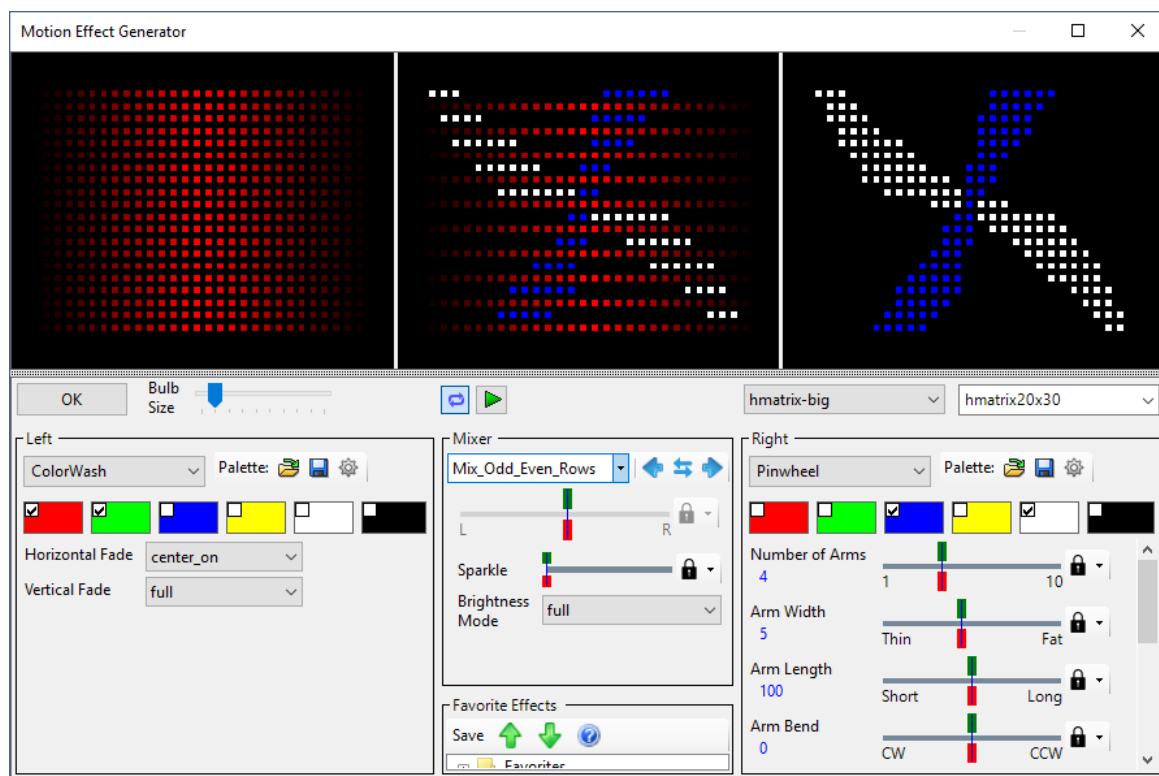 Motion Effect Generator
OK
Bulb
Size
hmatrix-big
hmatrix20x30
Left
ColorWash
Palette:
Horizontal Fade
center_on
Vertical Fade
full
Mixer
Mix_Odd_Even_Rows
L
R
Sparkle
Brightness
Mode
full
Favorite Effects
Save
Favorites
Right
Pinwheel
Palette:
Number of Arms
4
1
10
Arm Width
5
Thin
Fat
Arm Length
100
Short
Long
Arm Bend
0
CW
CCW